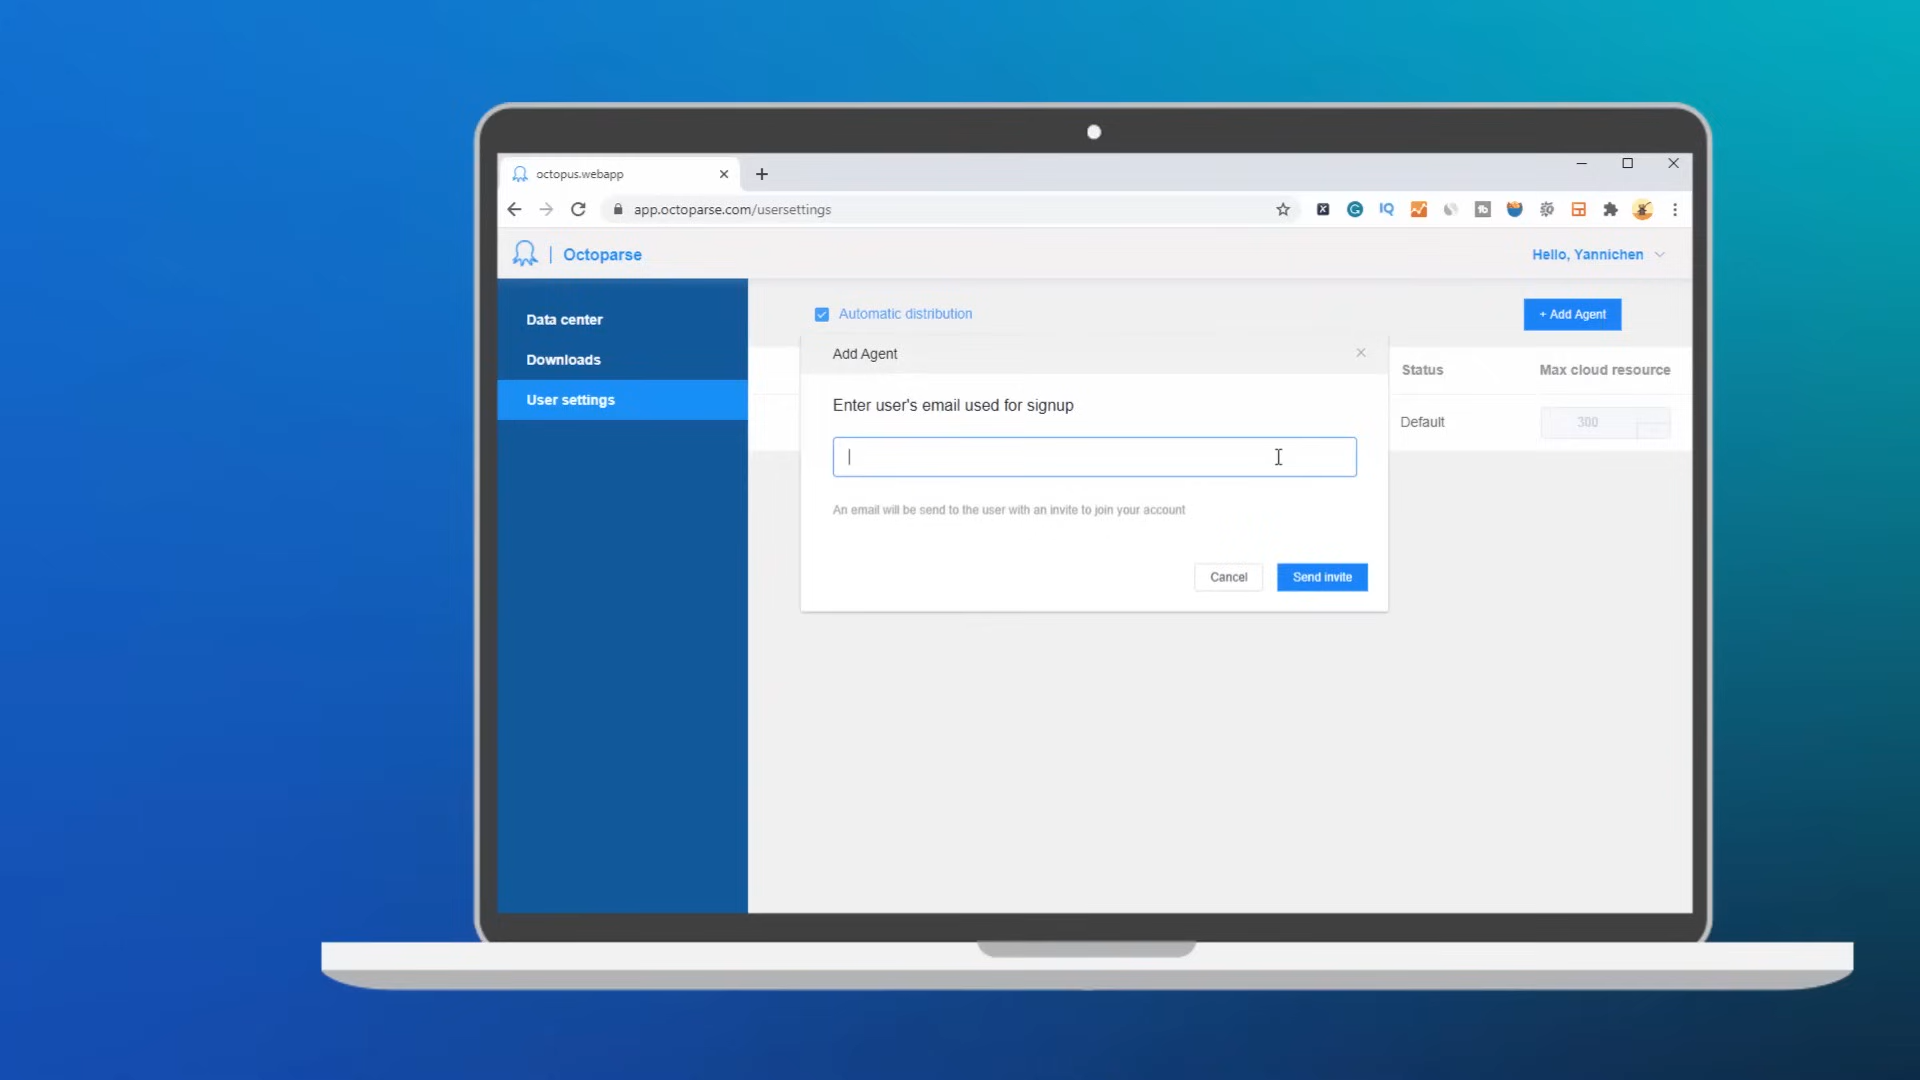 octopus.webapp
app.octoparse.com/usersettings
IQ
Octoparse
Hello, Yannichen
Data center
Downloads
User settings
Automatic distribution
+ Add Agent
Add Agent
Status
Max cloud resource
Enter user's email used for signup
Default
300
An email will be send to the user with an invite to join your account
Cancel
Send invite